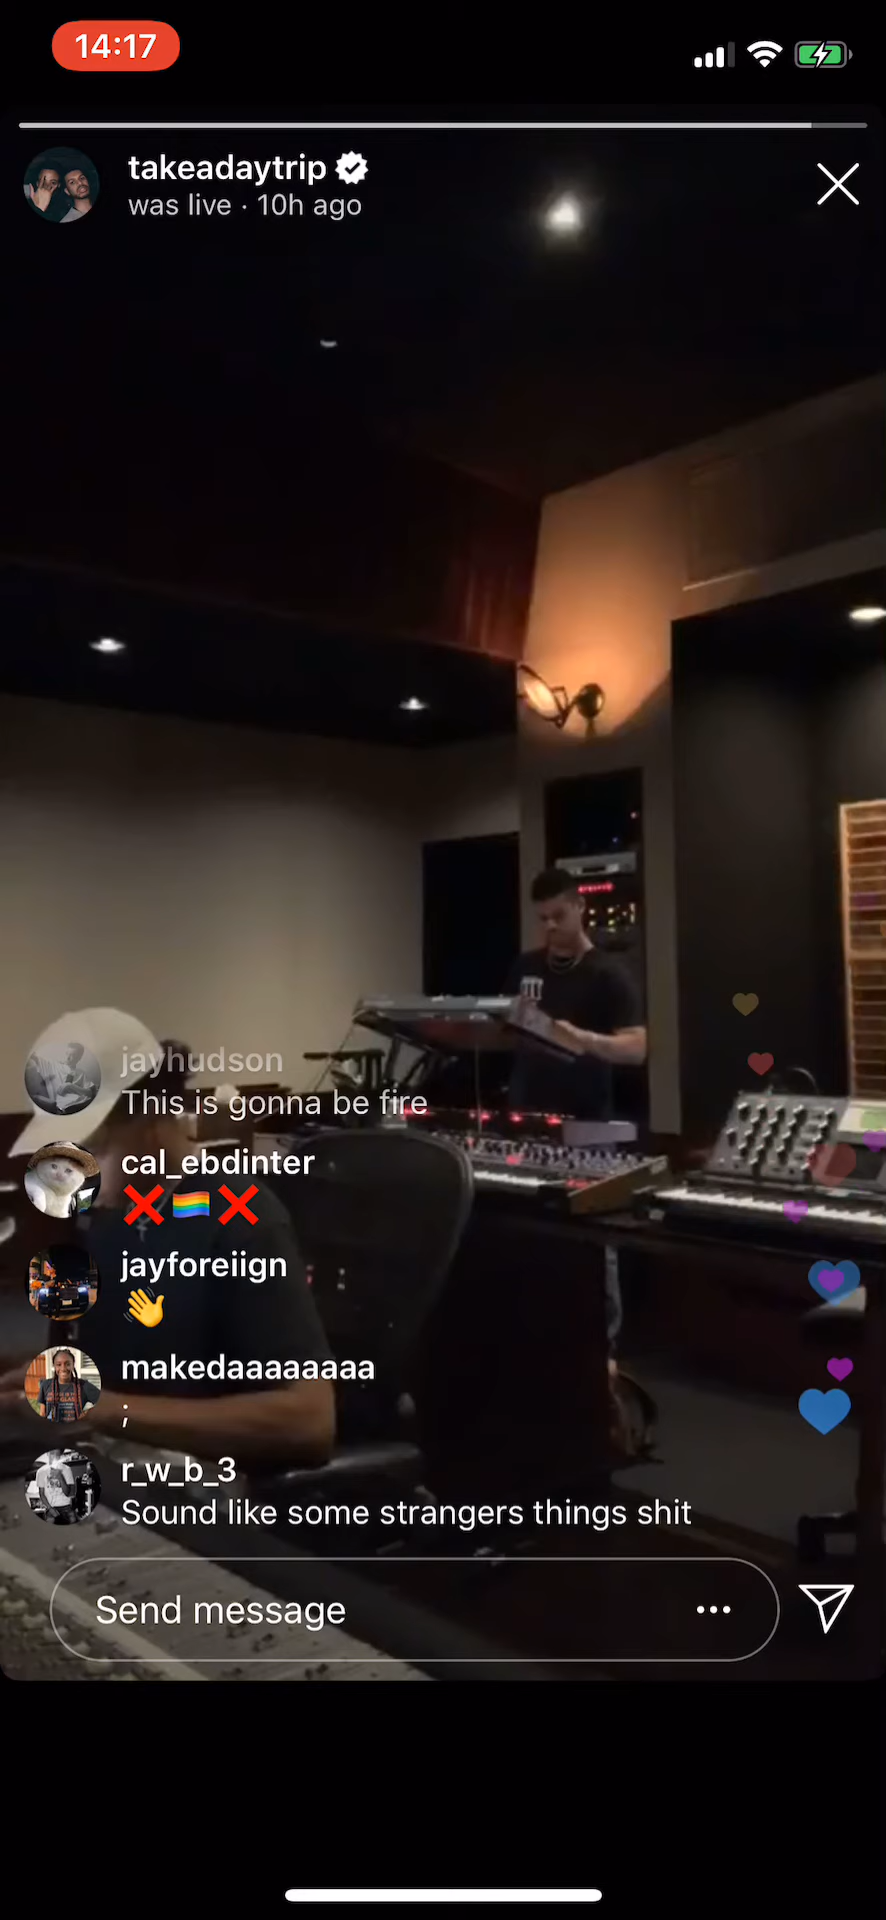 14:17
takeadaytrip
was live · 10h ago
jayhudson
This is gonna be fire
cal_ebdinter
❌🏳️‍🌈❌
jayforeiign
👋
makedaaaaaaaa
;
r_w_b_3
Sound like some strangers things shit
Send message